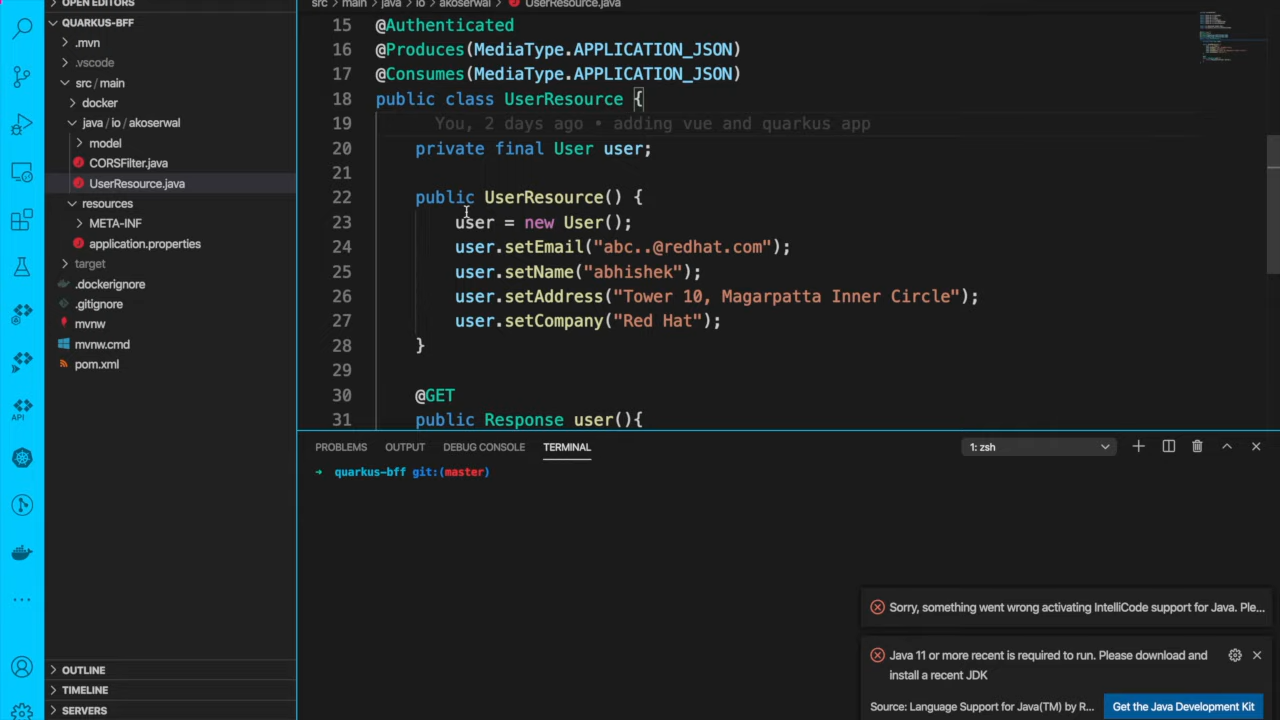 OPEN EDITORS
QUARKUS-BFF
.mvn
.vscode
src / main
docker
java / io / akoserwal
model
CORSFilter.java
UserResource.java
resources
META-INF
application.properties
target
.dockerignore
.gitignore
mvnw
mvnw.cmd
pom.xml
OUTLINE
TIMELINE
SERVERS
API
src > main > java > io > akoserwal > UserResource.java
15 @Authenticated
16 @Produces(MediaType.APPLICATION_JSON)
17 @Consumes(MediaType.APPLICATION_JSON)
18 public class UserResource {
19 You, 2 days ago • adding vue and quarkus app
20 private final User user;
21
22 public UserResource() {
23 user = new User();
24 user.setEmail("abc..@redhat.com");
25 user.setName("abhishek");
26 user.setAddress("Tower 10, Magarpatta Inner Circle");
27 user.setCompany("Red Hat");
28 }
29
30 @GET
31 public Response user(){
PROBLEMS OUTPUT DEBUG CONSOLE TERMINAL 1: zsh
→ quarkus-bff git:(master)
Sorry, something went wrong activating IntelliCode support for Java. Ple...
Java 11 or more recent is required to run. Please download and
install a recent JDK
Source: Language Support for Java(TM) by R... Get the Java Development Kit